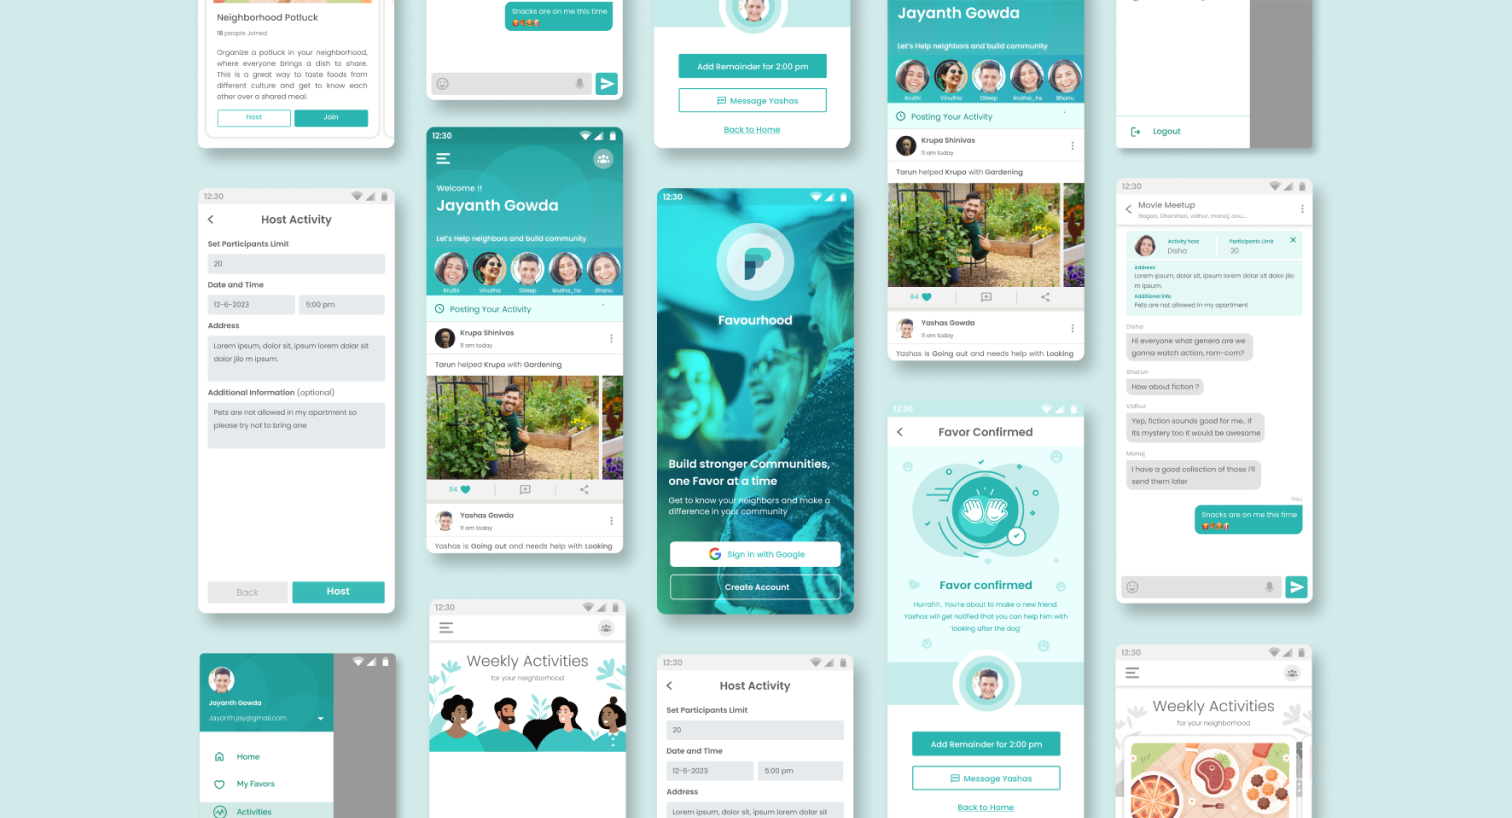 Neighborhood Potluck
18 people Joined
Organize a potluck in your neighborhood,
where everyone brings a dish to share.
This is a great way to taste foods from
different culture and get to know each
other over a shared meal.
Host
Join
12:30
Host Activity
Set Participants Limit
20
Date and Time
12-6-2023
5:00 pm
Address
Lorem ipsum, dolor sit, ipsum lorem dolor sit
dolor jilo m ipsum.
Additional Information (optional)
Pets are not allowed in my apartment so
please try not to bring one
Back
Host
Jayanth Gowda
Jayanth.jay@gmail.com
Home
My Favors
Activities
Snacks are on me this time
12:30
Welcome !!
Jayanth Gowda
Let's Help neighbors and build community
Kruthi
Vinutha
Dileep
Krutha_hs
Bhanu
Posting Your Activity
Krupa Shinivas
11 am today
Tarun helped Krupa with Gardening
84
Yashas Gowda
11 am today
Yashas is Going out and needs help with Looking
12:30
Weekly Activities
for your neighborhood
Add Remainder for 2:00 pm
Message Yashas
Back to Home
12:30
Favourhood
Build stronger Communities,
one Favor at a time
Get to know your neighbors and make a
difference in your community
Sign in with Google
Create Account
12:30
Host Activity
Set Participants Limit
20
Date and Time
12-6-2023
5:00 pm
Address
Lorem ipsum, dolor sit, ipsum lorem dolor sit
Jayanth Gowda
Let's Help neighbors and build community
Kruthi
Vinutha
Dileep
Krutha_hs
Bhanu
Posting Your Activity
Krupa Shinivas
11 am today
Tarun helped Krupa with Gardening
84
Yashas Gowda
11 am today
Yashas is Going out and needs help with Looking
12:30
Favor Confirmed
Favor confirmed
Hurrah!!. You're about to make a new friend.
Yashas will get notified that you can help him with
'looking after the dog'
Add Remainder for 2:00 pm
Message Yashas
Back to Home
Logout
12:30
Movie Meetup
Gagan, Dharshan, vidhur, manoj, anu...
Activity host
Disha
Participants Limit
20
Address
Lorem ipsum, dolor sit, ipsum lorem dolor sit dolor jilo
m ipsum.
Additional info
Pets are not allowed in my apartment
Disha
Hi everyone what genera are we
gonna watch action, rom-com?
Sharun
How about fiction ?
Vidhur
Yep, fiction sounds good for me.. if
its mystery too it would be awesome
Manoj
I have a good collection of those i'll
send them later
You
Snacks are on me this time
12:30
Weekly Activities
for your neighborhood